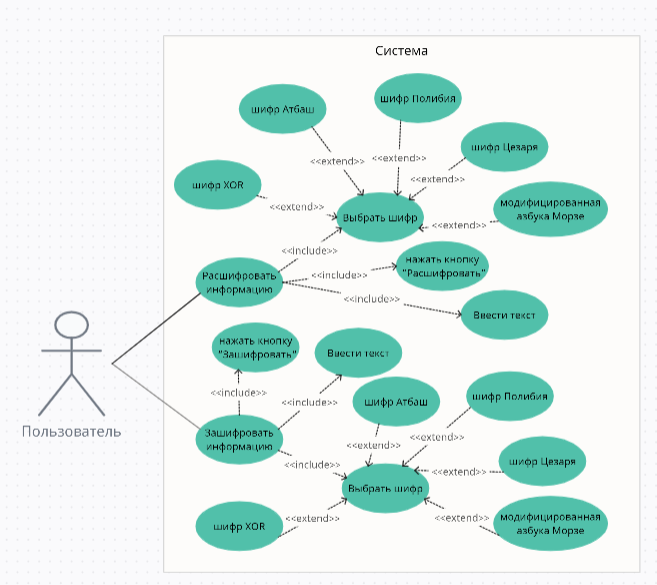 Система
шифр Атбаш
шифр Полибия
шифр Цезаря
<<extend>>
<<extend>>
<<extend>>
шифр XOR
<<extend>>
модифицированная
азбука Морзе
<<extend>>
Выбрать шифр
<<include>>
Расшифровать
информацию
<<include>>
нажать кнопку
"Расшифровать"
<<include>>
Ввести текст
нажать кнопку
"Зашифровать"
Ввести текст
<<include>>
<<include>>
Пользователь
Зашифровать
информацию
шифр Атбаш
шифр Полибия
<<extend>>
<<extend>>
<<include>>
<<extend>>
шифр Цезаря
Выбрать шифр
шифр XOR
<<extend>>
<<extend>>
модифицированная
азбука Морзе